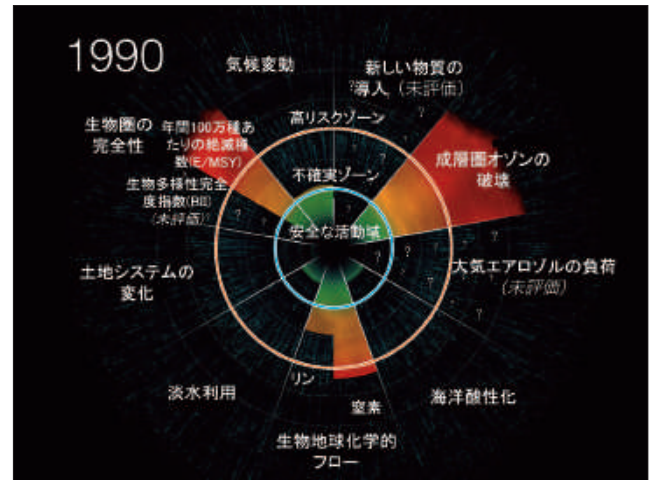 1990
気候変動
新しい物質の
導入（未評価）
?
?
?
?
高リスクゾーン
生物圏の
完全性
年間100万種あ
たりの絶滅種
数(E/MSY)
成層圏オゾンの
破壊
不確実ゾーン
生物多様性完全
度指数(BII)
(未評価)
?
?
?
安全な活動域
?
?
?
?
土地システムの
変化
大気エアロゾルの負荷
(未評価)
?
?
?
淡水利用
リン
窒素
海洋酸性化
生物地球化学的
フロー